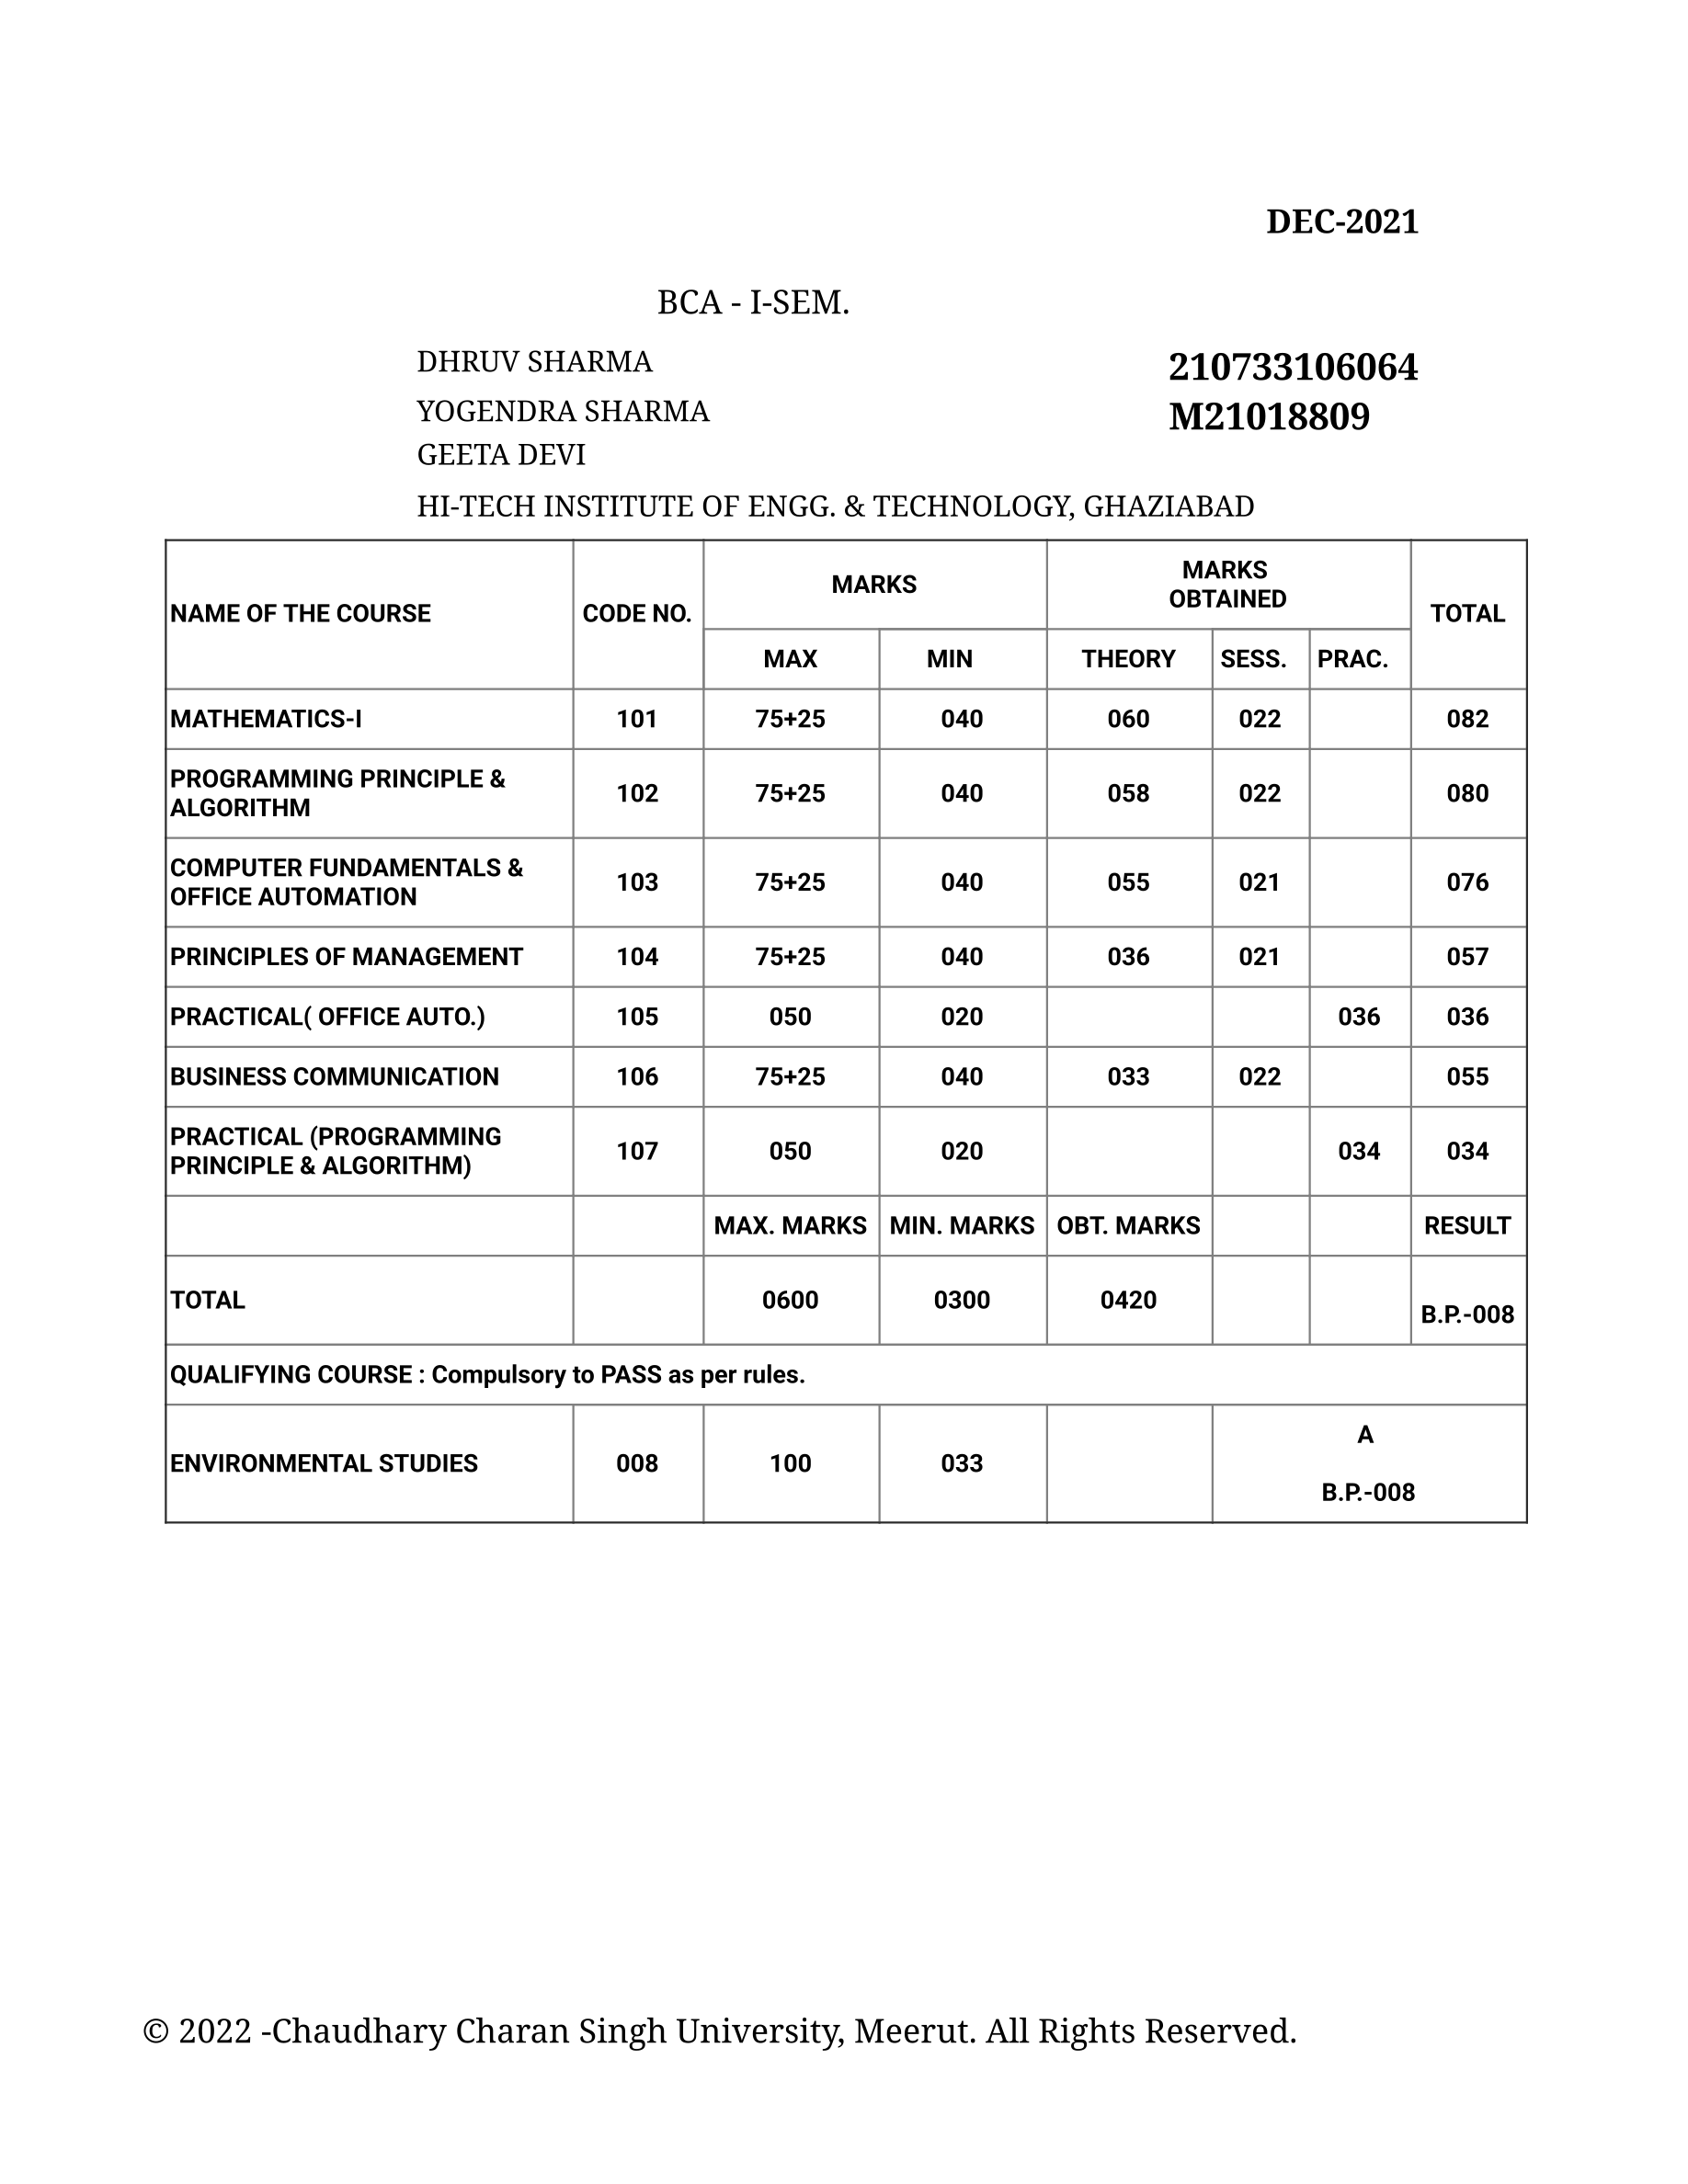 DEC-2021
BCA - I-SEM.
DHRUV SHARMA 210733106064
YOGENDRA SHARMA M21018809
GEETA DEVI
HI-TECH INSTITUTE OF ENGG. & TECHNOLOGY, GHAZIABAD
NAME OF THE COURSE CODE NO. MARKS MARKS OBTAINED TOTAL
MAX MIN THEORY SESS. PRAC.
MATHEMATICS-I 101 75+25 040 060 022 082
PROGRAMMING PRINCIPLE &
ALGORITHM 102 75+25 040 058 022 080
COMPUTER FUNDAMENTALS &
OFFICE AUTOMATION 103 75+25 040 055 021 076
PRINCIPLES OF MANAGEMENT 104 75+25 040 036 021 057
PRACTICAL( OFFICE AUTO.) 105 050 020 036 036
BUSINESS COMMUNICATION 106 75+25 040 033 022 055
PRACTICAL (PROGRAMMING
PRINCIPLE & ALGORITHM) 107 050 020 034 034
MAX. MARKS MIN. MARKS OBT. MARKS RESULT
TOTAL 0600 0300 0420 B.P.-008
QUALIFYING COURSE : Compulsory to PASS as per rules.
ENVIRONMENTAL STUDIES 008 100 033 A
B.P.-008
© 2022 -Chaudhary Charan Singh University, Meerut. All Rights Reserved.